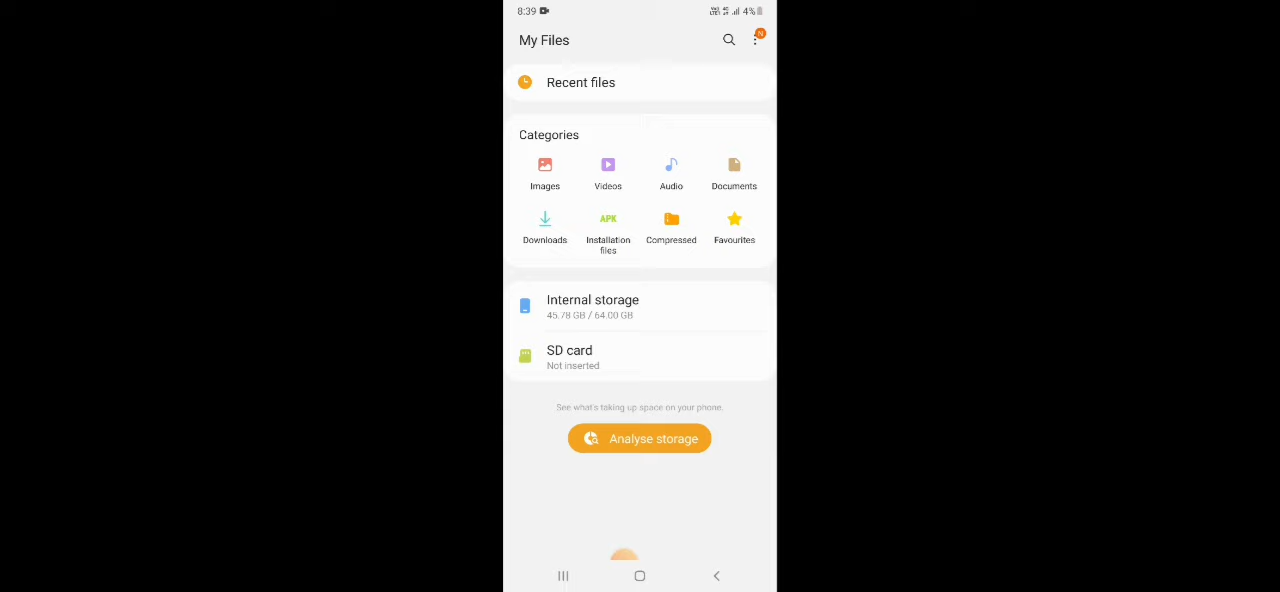 8:39 4%
My Files
N
Recent files
Categories
Images Videos Audio Documents
APK
Downloads Installation files Compressed Favourites
Internal storage
45.78 GB / 64.00 GB
SD card
Not inserted
See what's taking up space on your phone.
Analyse storage